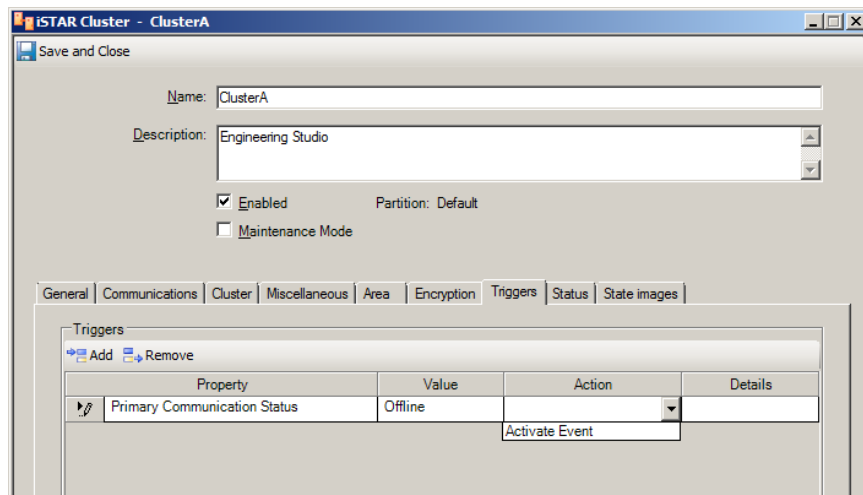 iSTAR Cluster - ClusterA
Save and Close
Name: ClusterA
Description: Engineering Studio
Enabled Partition: Default
Maintenance Mode
General Communications Cluster Miscellaneous Area Encryption Triggers Status State images
Triggers
Add Remove
Property Value Action Details
Primary Communication Status Offline
Activate Event